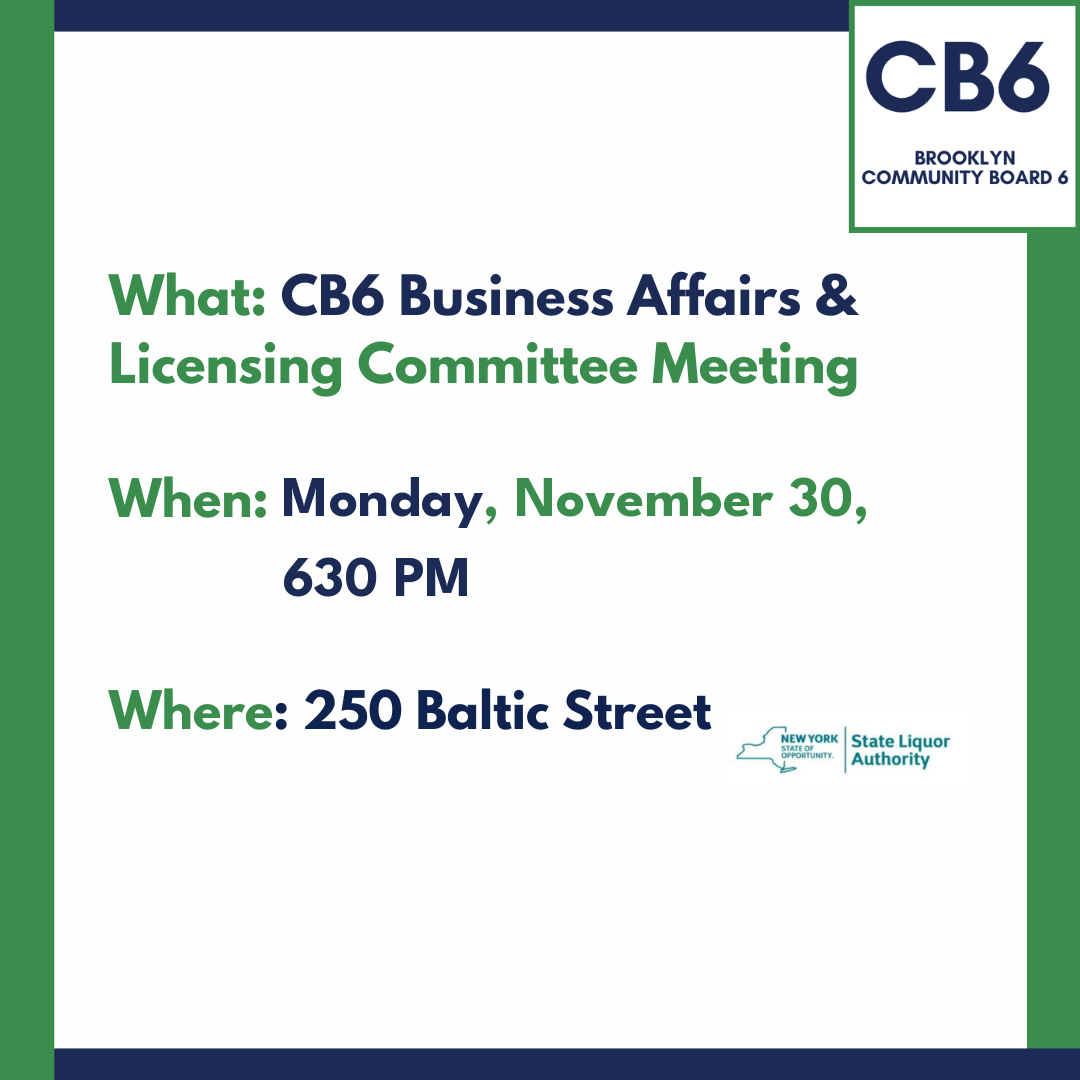 CB6
BROOKLYN
COMMUNITY BOARD 6
What: CB6 Business Affairs &
Licensing Committee Meeting
When: Monday, November 30,
630 PM
Where: 250 Baltic Street
NEW YORK
STATE OF
OPPORTUNITY.
State Liquor
Authority